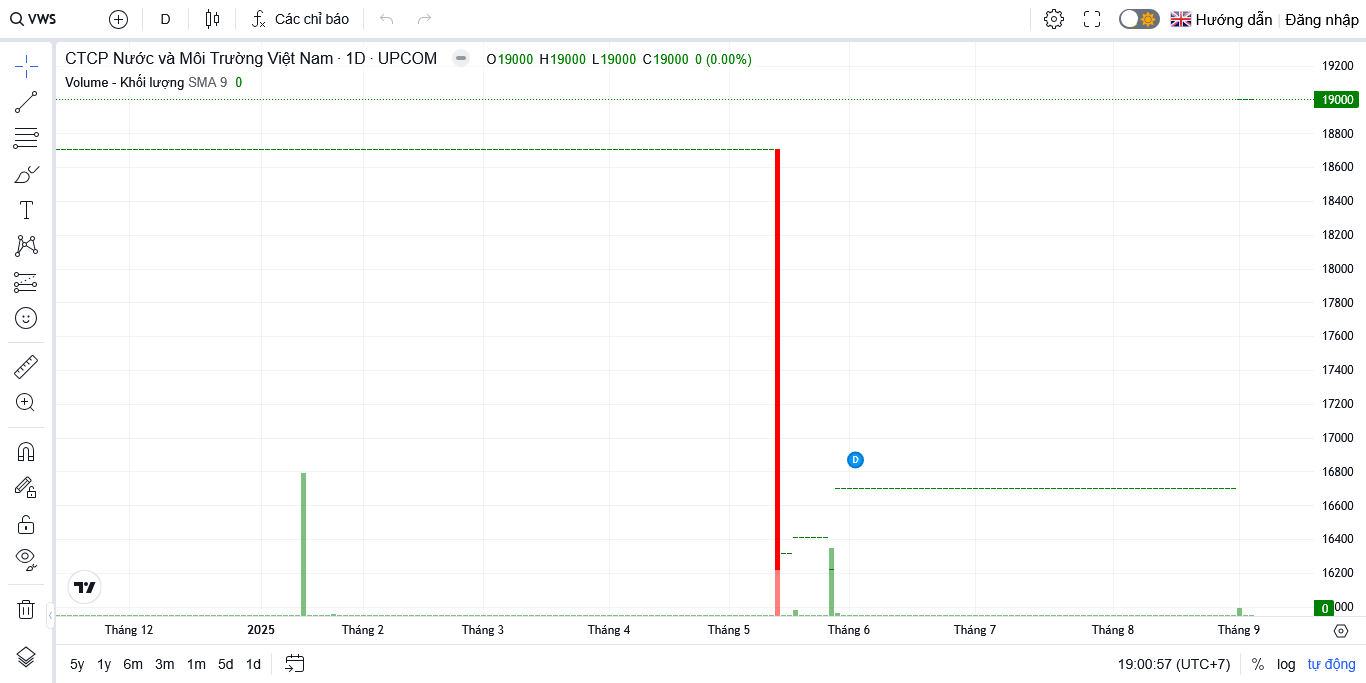 VWS D Các chỉ báo Hướng dẫn Đăng nhập
CTCP Nước và Môi Trường Việt Nam · 1D · UPCOM O19000 H19000 L19000 C19000 0 (0.00%)
Volume - Khối lượng SMA 9 0
19200
19000
18800
18600
18400
18200
18000
17800
17600
17400
17200
17000
16800
D
16600
16400
16200
0
Tháng 12 2025 Tháng 2 Tháng 3 Tháng 4 Tháng 5 Tháng 6 Tháng 7 Tháng 8 Tháng 9
5y 1y 6m 3m 1m 5d 1d 19:00:57 (UTC+7) % log tự động